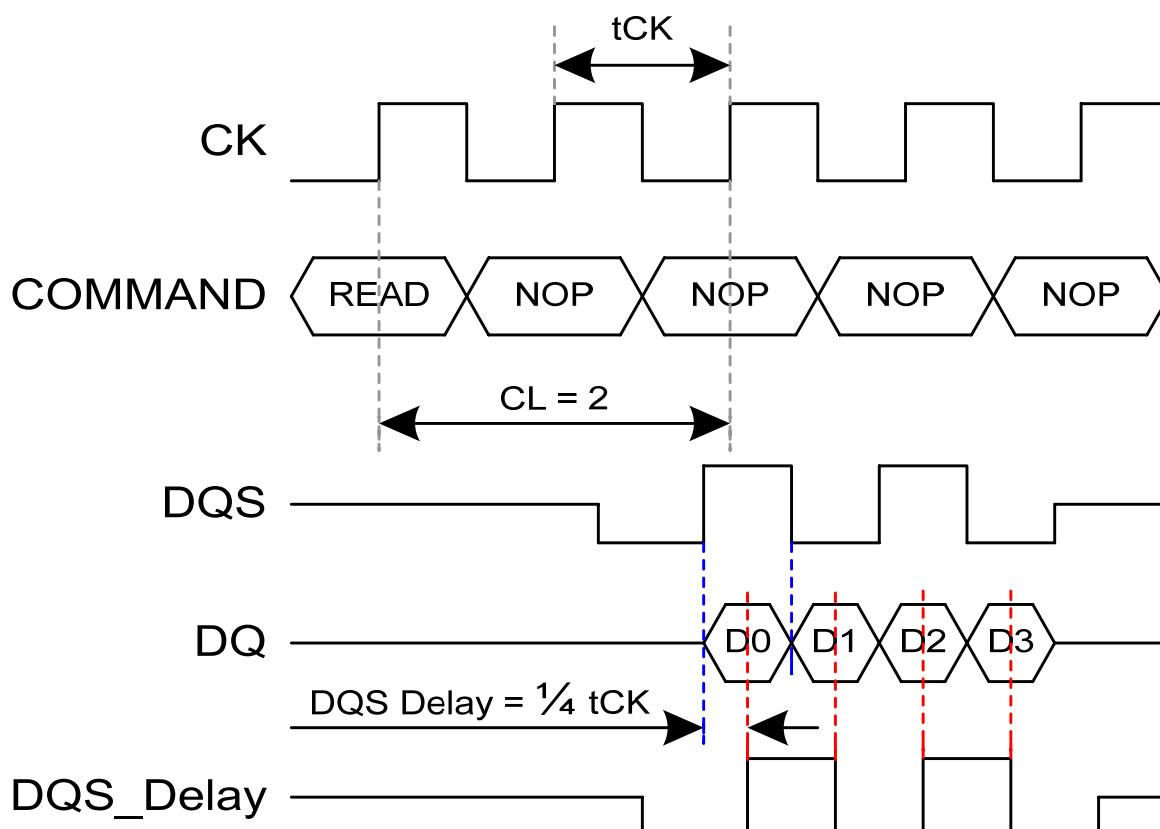 tCK
CK
COMMAND READ NOP NOP NOP NOP
CL = 2
DQS
DQ D0 D1 D2 D3
DQS Delay = ¼ tCK
DQS_Delay